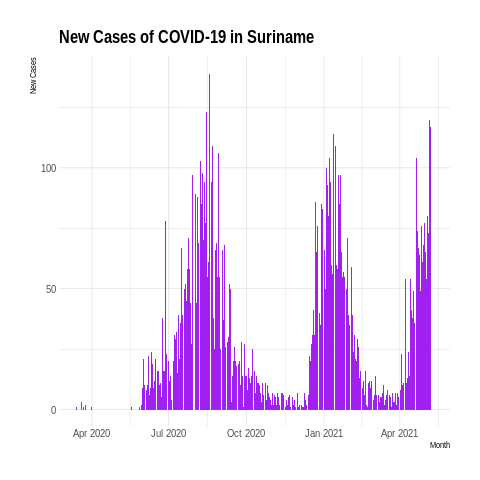 New Cases of COVID-19 in Suriname
New Cases
100
50
0
Apr 2020 Jul 2020 Oct 2020 Jan 2021 Apr 2021
Month